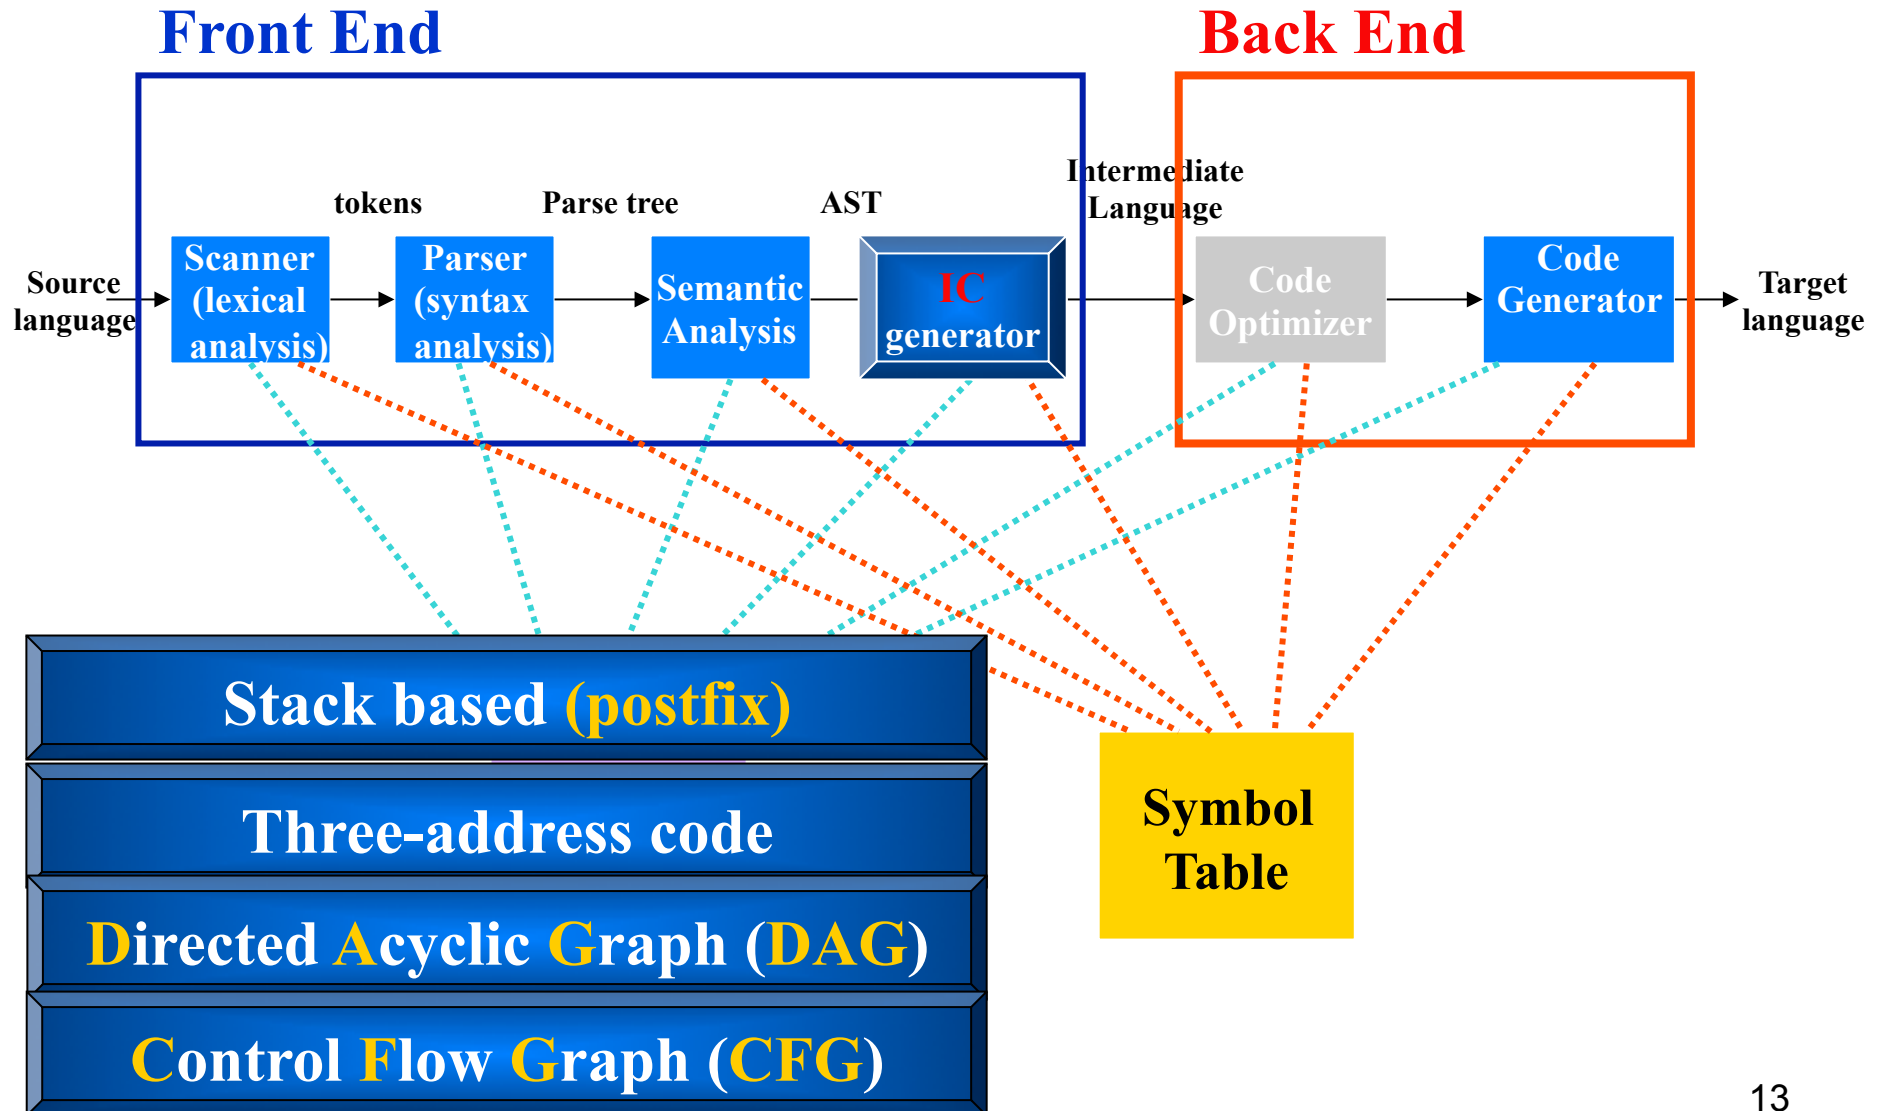 Front End
Back End
Intermediate
Language
tokens
Parse tree
AST
Source
language
Scanner
(lexical
analysis)
Parser
(syntax
analysis)
Semantic
Analysis
IC
generator
Code
Optimizer
Code
Generator
Target
language
Stack based (postfix)
Three-address code
Directed Acyclic Graph (DAG)
Control Flow Graph (CFG)
Symbol
Table
13